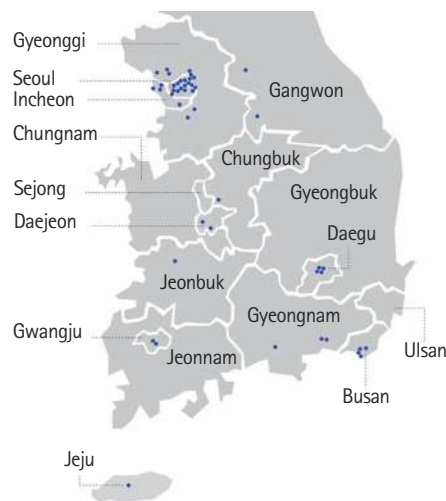 Gyeonggi
Seoul
Incheon
Gangwon
Chungnam
Chungbuk
Sejong
Gyeongbuk
Daejeon
Daegu
Jeonbuk
Gyeongnam
Gwangju
Jeonnam
Ulsan
Busan
Jeju